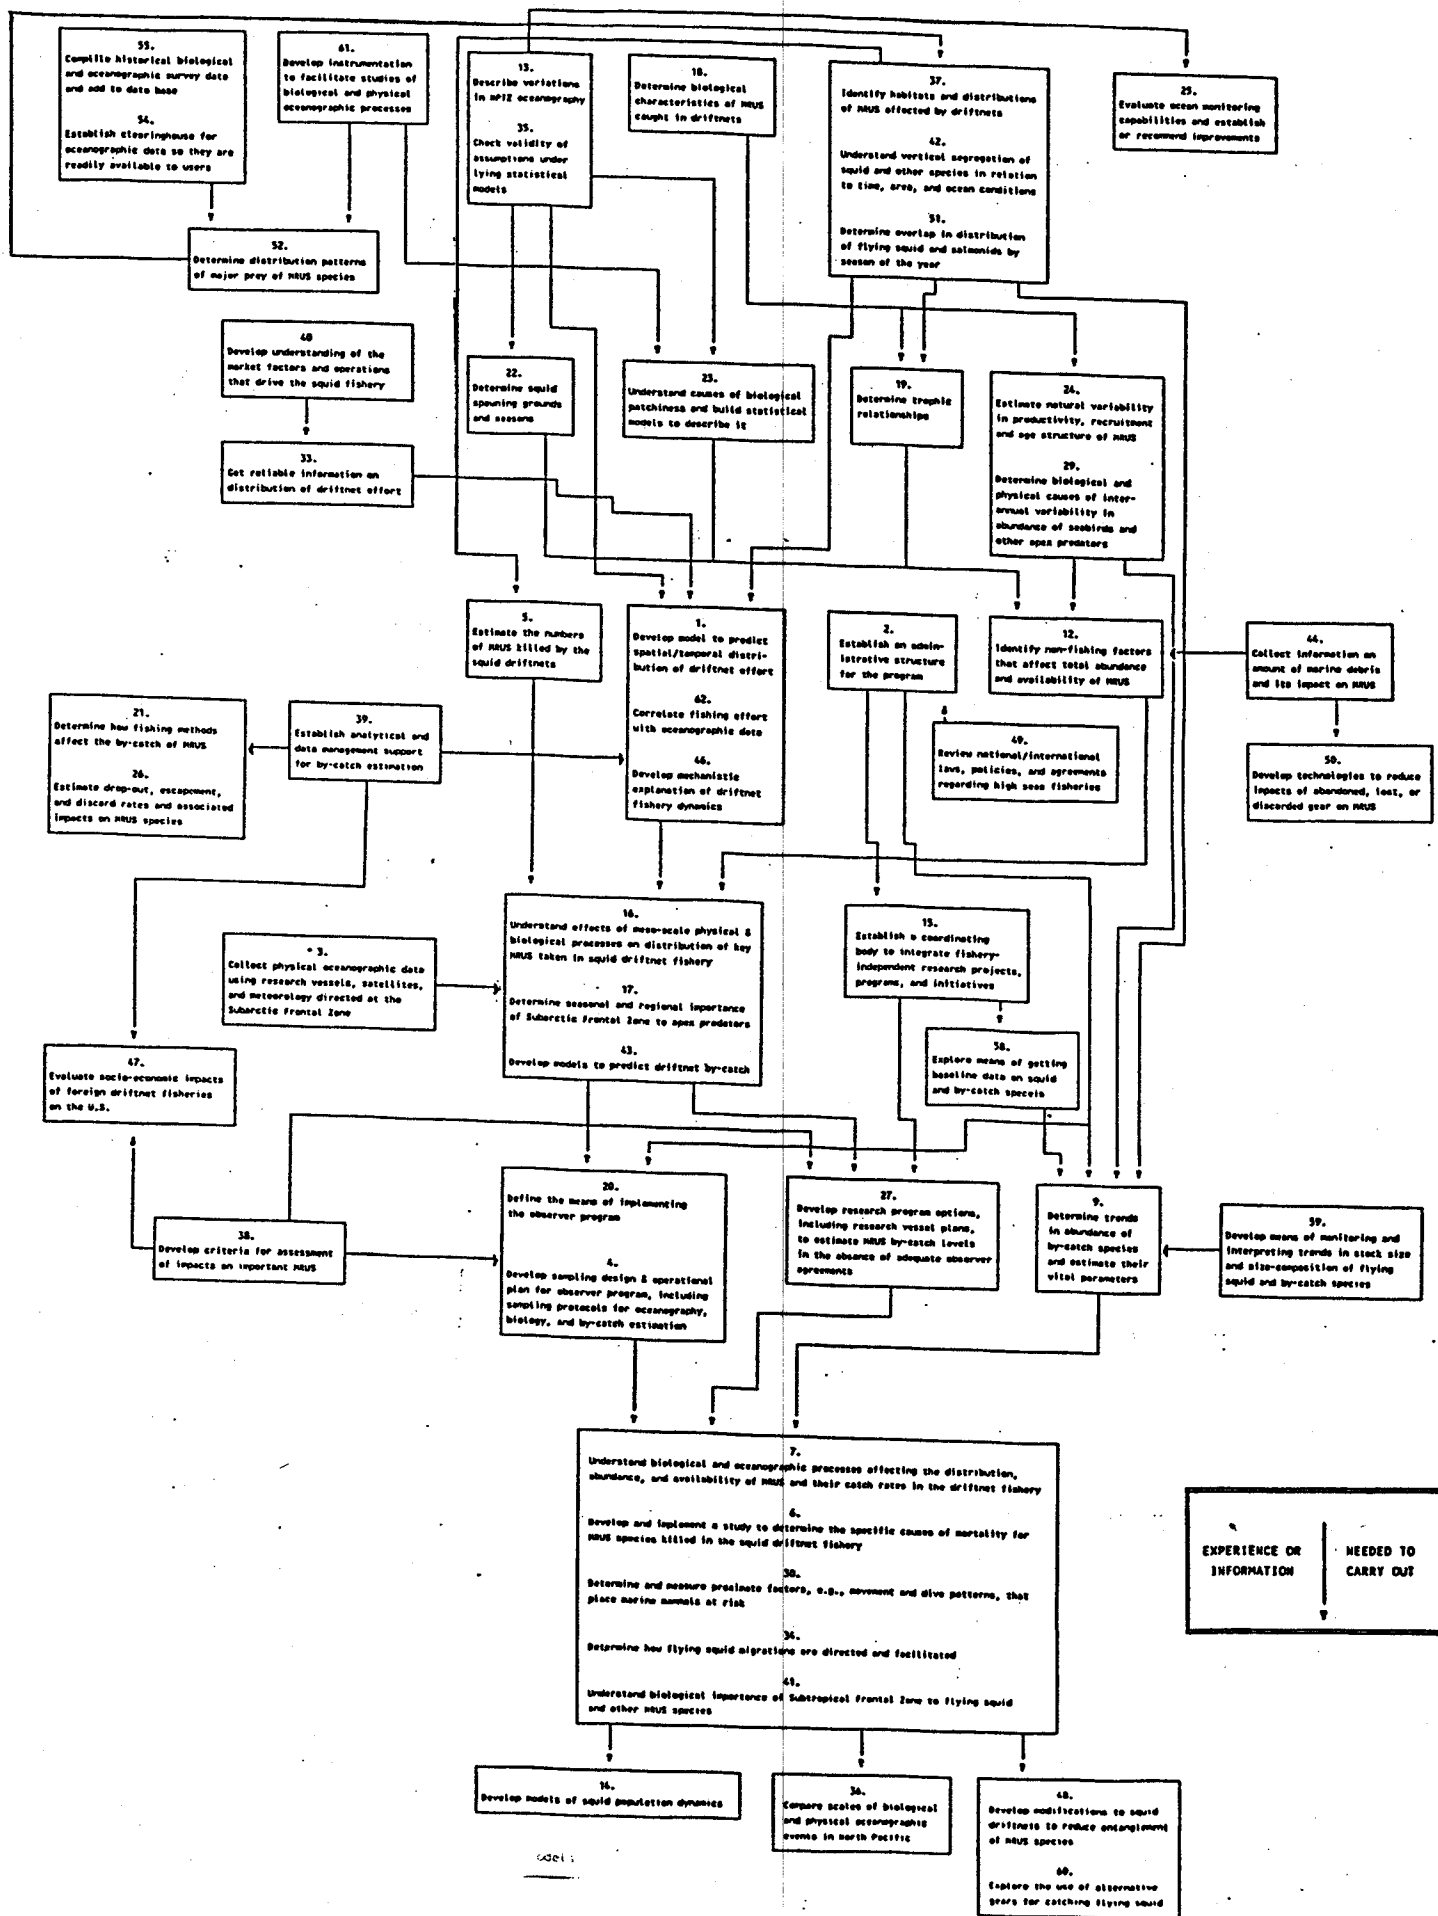 55.
Compile historical biological
and oceanographic survey data
and add to data base
54.
Establish clearinghouse for
oceanographic data so they are
readily available to users
61.
Develop instrumentation
to facilitate studies of
biological and physical
oceanographic processes
13.
Describe variations
in NPTZ oceanography
35.
Check validity of
assumptions under
lying statistical
models
18.
Determine biological
characteristics of MRUS
caught in driftnets
37.
Identify habitats and distributions
of MRUS affected by driftnets
42.
Understand vertical segregation of
squid and other species in relation
to time, area, and ocean conditions
51.
Determine overlap in distribution
of flying squid and salmonids by
season of the year
25.
Evaluate ocean monitoring
capabilities and establish
or recommend improvements
52.
Determine distribution patterns
of major prey of MRUS species
40
Develop understanding of the
market factors and operations
that drive the squid fishery
22.
Determine squid
spawning grounds
and seasons
23.
Understand causes of biological
patchiness and build statistical
models to describe it
19.
Determine trophic
relationships
24.
Estimate natural variability
in productivity, recruitment
and age structure of MRUS
29.
Determine biological and
physical causes of inter-
annual variability in
abundance of seabirds and
other apex predators
33.
Get reliable information on
distribution of driftnet effort
5.
Estimate the numbers
of MRUS killed by the
squid driftnets
1.
Develop model to predict
spatial/temporal distri-
bution of driftnet effort
62.
Correlate fishing effort
with oceanographic data
46.
Develop mechanistic
explanation of driftnet
fishery dynamics
2.
Establish an admin-
istrative structure
for the program
12.
Identify non-fishing factors
that affect total abundance
and availability of MRUS
44.
Collect information on
amount of marine debris
and its impact on MRUS
21.
Determine how fishing methods
affect the by-catch of MRUS
26.
Estimate drop-out, escapement,
and discard rates and associated
impacts on MRUS species
39.
Establish analytical and
data management support
for by-catch estimation
49.
Review national/international
laws, policies, and agreements
regarding high seas fisheries
50.
Develop technologies to reduce
impacts of abandoned, lost, or
discarded gear on MRUS
3.
Collect physical oceanographic data
using research vessels, satellites,
and meteorology directed at the
Subarctic Frontal Zone
16.
Understand effects of meso-scale physical &
biological processes on distribution of key
MRUS taken in squid driftnet fishery
17.
Determine seasonal and regional importance
of Subarctic Frontal Zone to apex predators
43.
Develop models to predict driftnet by-catch
15.
Establish a coordinating
body to integrate fishery-
independent research projects,
programs, and initiatives
58.
Explore means of getting
baseline data on squid
and by-catch speceis
47.
Evaluate socio-economic impacts
of foreign driftnet fisheries
on the U.S.
38.
Develop criteria for assessment
of impacts on important MRUS
20.
Define the means of implementing
the observer program
4.
Develop sampling design & operational
plan for observer program, including
sampling protocols for oceanography,
biology, and by-catch estimation
27.
Develop research program options,
including research vessel plans,
to estimate MRUS by-catch levels
in the absence of adequate observer
agreements
9.
Determine trends
in abundance of
by-catch species
and estimate their
vital parameters
59.
Develop means of monitoring and
interpreting trends in stock size
and size-composition of flying
squid and by-catch species
7.
Understand biological and oceanographic processes affecting the distribution,
abundance, and availability of MRUS and their catch rates in the driftnet fishery
6.
Develop and implement a study to determine the specific causes of mortality for
MRUS species killed in the squid driftnet fishery
30.
Determine and measure proximate factors, e.g., movement and dive patterns, that
place marine mammals at risk
34.
Determine how flying squid migrations are directed and facilitated
41.
Understand biological importance of Subtropical Frontal Zone to flying squid
and other MRUS species
EXPERIENCE OR
INFORMATION
NEEDED TO
CARRY OUT
14.
Develop models of squid population dynamics
36.
Compare scales of biological
and physical oceanographic
events in North Pacific
48.
Develop modifications to squid
driftnets to reduce entanglement
of MRUS species
60.
Explore the use of alternative
gears for catching flying squid